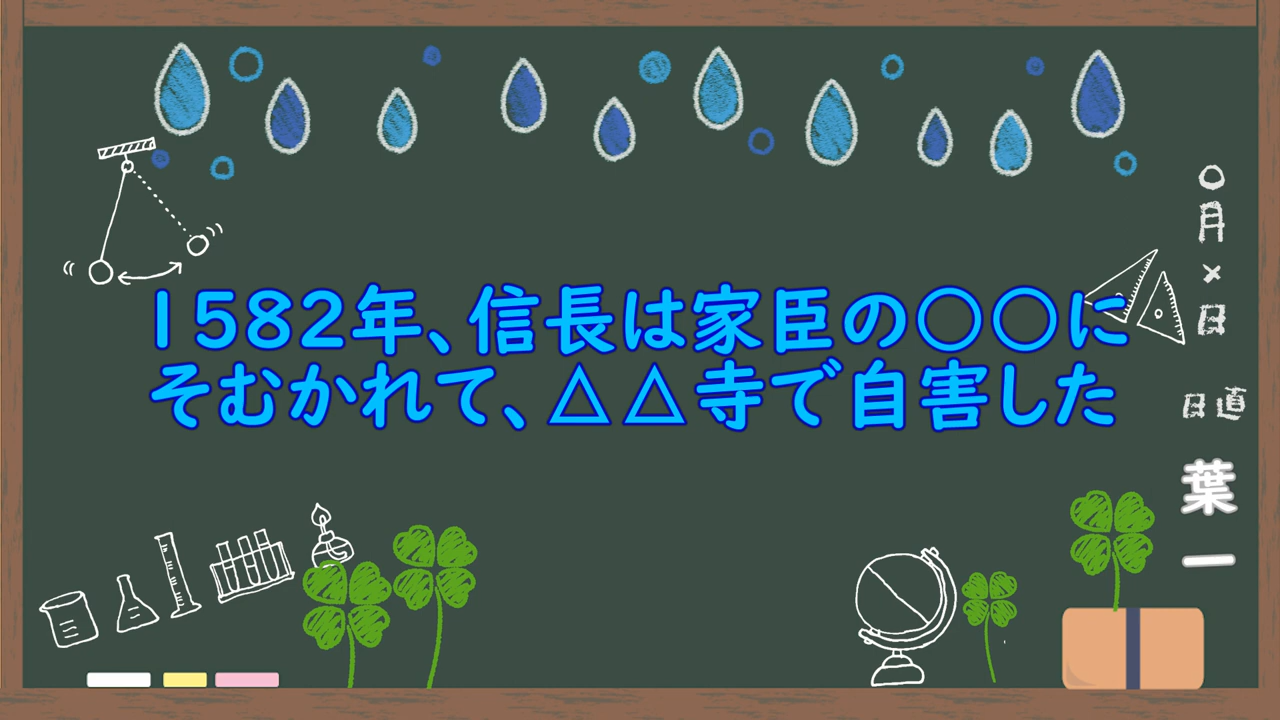 1582年、信長は家臣の○○に
そむかれて、△△寺で自害した
○月×日
日直
葉一